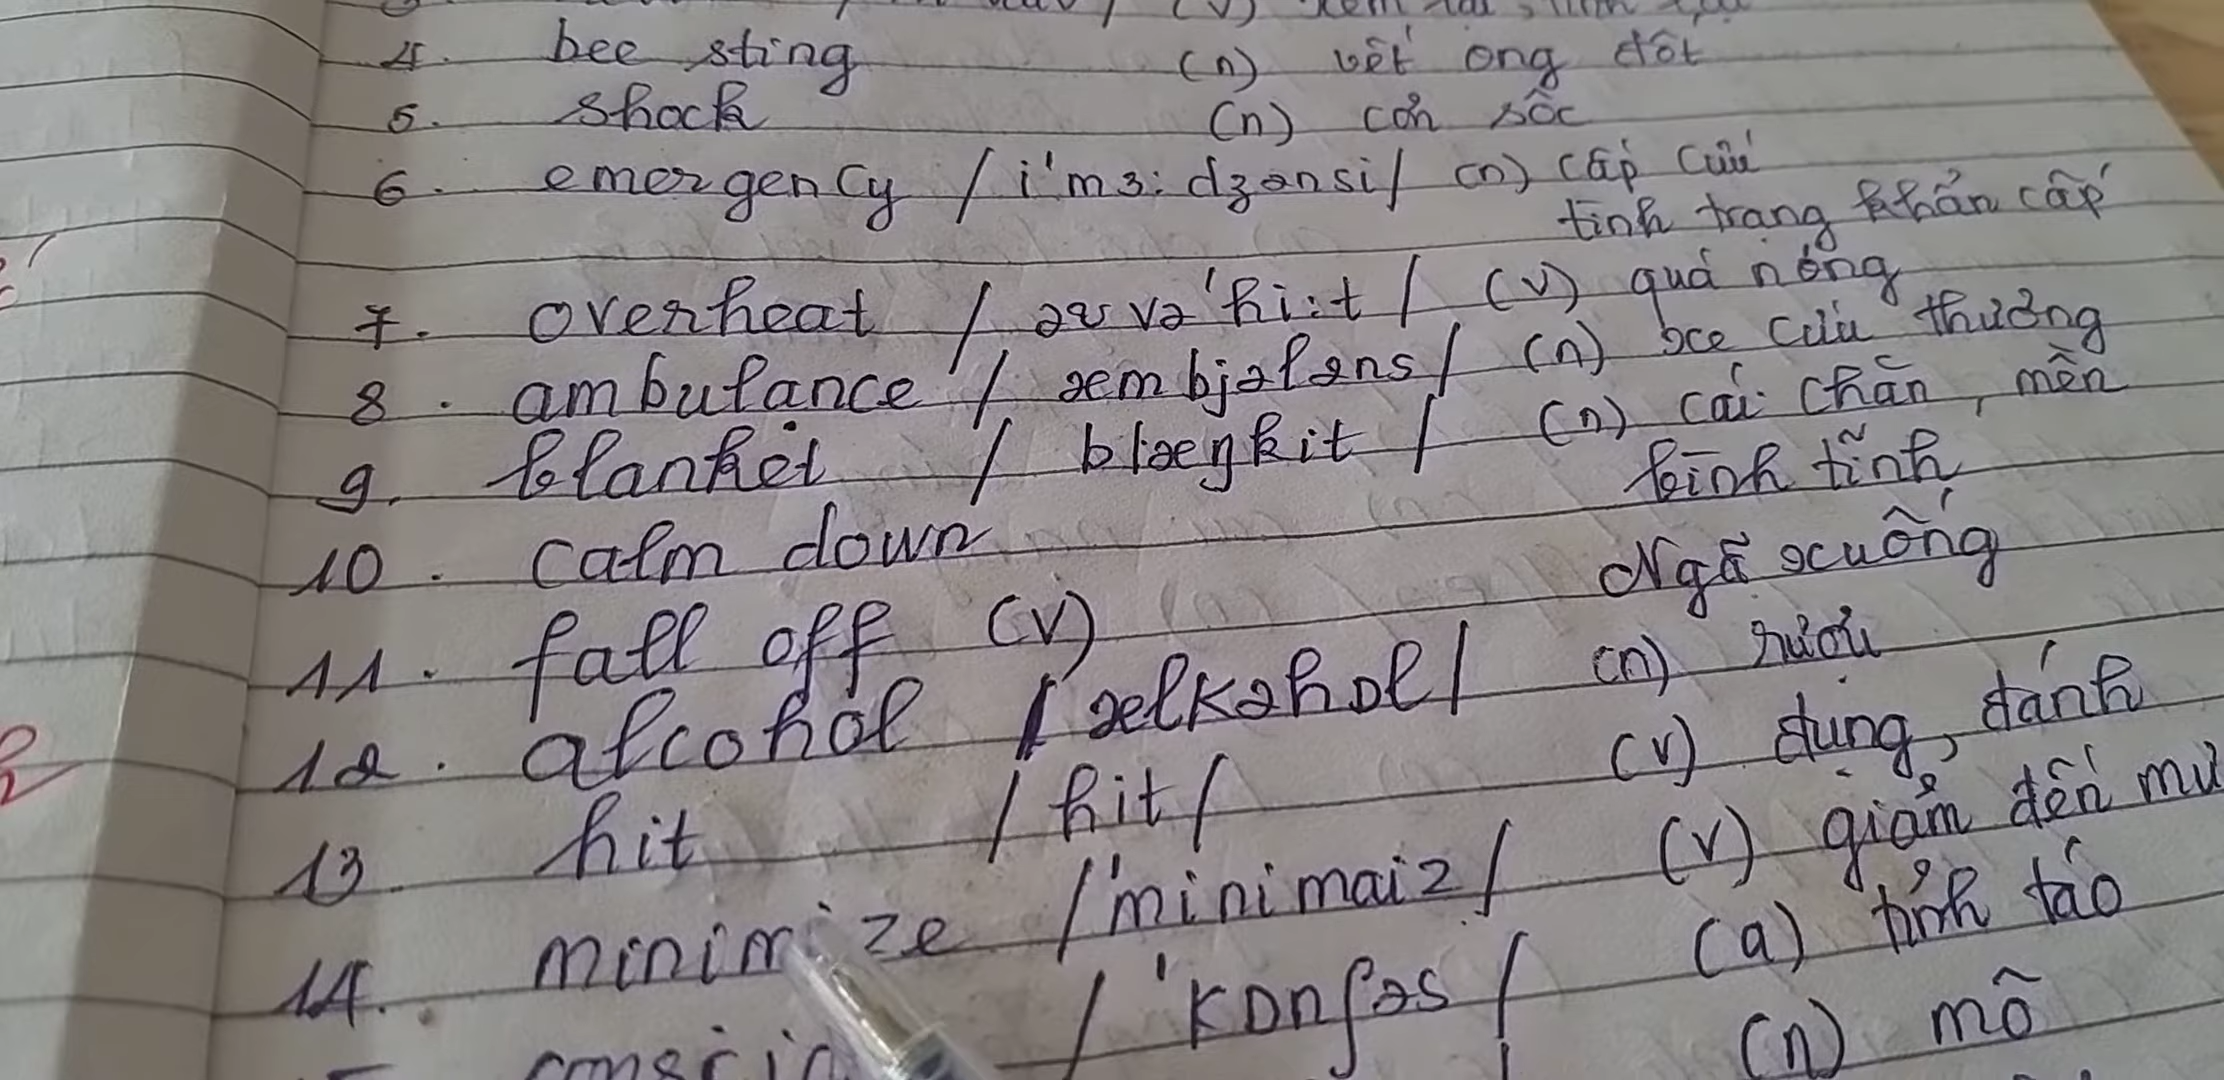 4. bee sting (n) vết ong đốt
5. shock (n) cơn sốc
6. emergency /i'mɜ:dʒənsi/ (n) cấp cứu
tình trạng khẩn cấp
7. overheat /əʊvə'hi:t/ (v) quá nóng
8. ambulance /'æmbjələns/ (n) xe cứu thương
9. blanket /blæŋkit/ (n) cái chăn, mền
10. calm down bình tĩnh
11. fall off (v) Ngã xuống
12. alcohol /ælkəhɒl/ (n) rượu
13. hit /hit/ (v) đụng, đánh
14. minimize /'minimaiz/ (v) giảm đến
/'kɒnʃəs/ (a) tỉnh táo
(n) mô